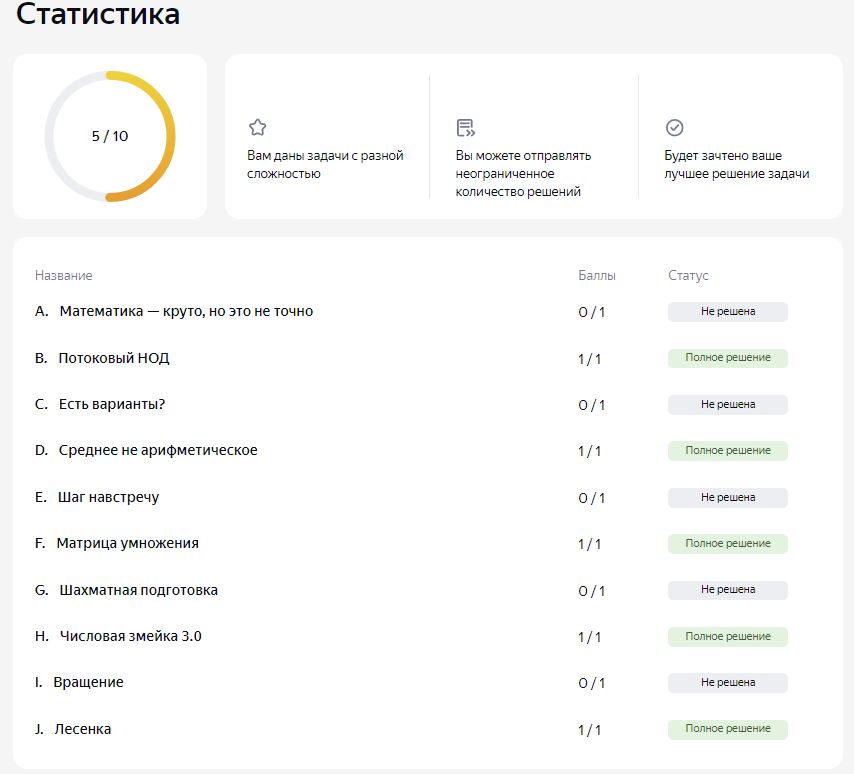 Статистика
5 / 10
Вам даны задачи с разной
сложностью
Вы можете отправлять
неограниченное
количество решений
Будет зачтено ваше
лучшее решение задачи
Название Баллы Статус
A. Математика — круто, но это не точно 0 / 1 Не решена
B. Потоковый НОД 1 / 1 Полное решение
C. Есть варианты? 0 / 1 Не решена
D. Среднее не арифметическое 1 / 1 Полное решение
E. Шаг навстречу 0 / 1 Не решена
F. Матрица умножения 1 / 1 Полное решение
G. Шахматная подготовка 0 / 1 Не решена
H. Числовая змейка 3.0 1 / 1 Полное решение
I. Вращение 0 / 1 Не решена
J. Лесенка 1 / 1 Полное решение